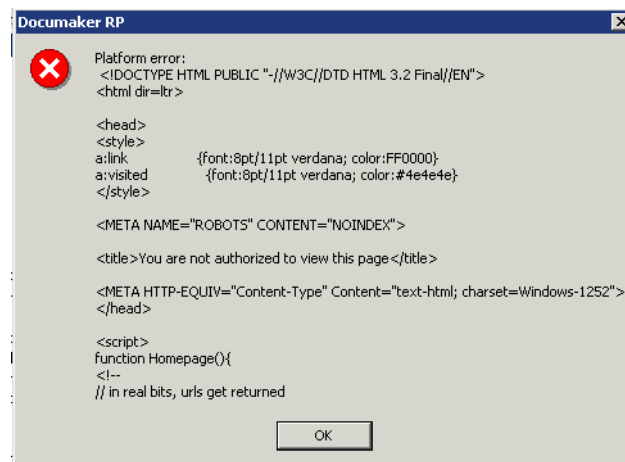 Documaker RP
Platform error:
<!DOCTYPE HTML PUBLIC "-//W3C//DTD HTML 3.2 Final//EN">
<html dir=ltr>
<head>
<style>
a:link {font:8pt/11pt verdana; color:FF0000}
a:visited {font:8pt/11pt verdana; color:#4e4e4e}
</style>
<META NAME="ROBOTS" CONTENT="NOINDEX">
<title>You are not authorized to view this page</title>
<META HTTP-EQUIV="Content-Type" Content="text-html; charset=Windows-1252">
</head>
<script>
function Homepage(){
<!--
// in real bits, urls get returned
OK